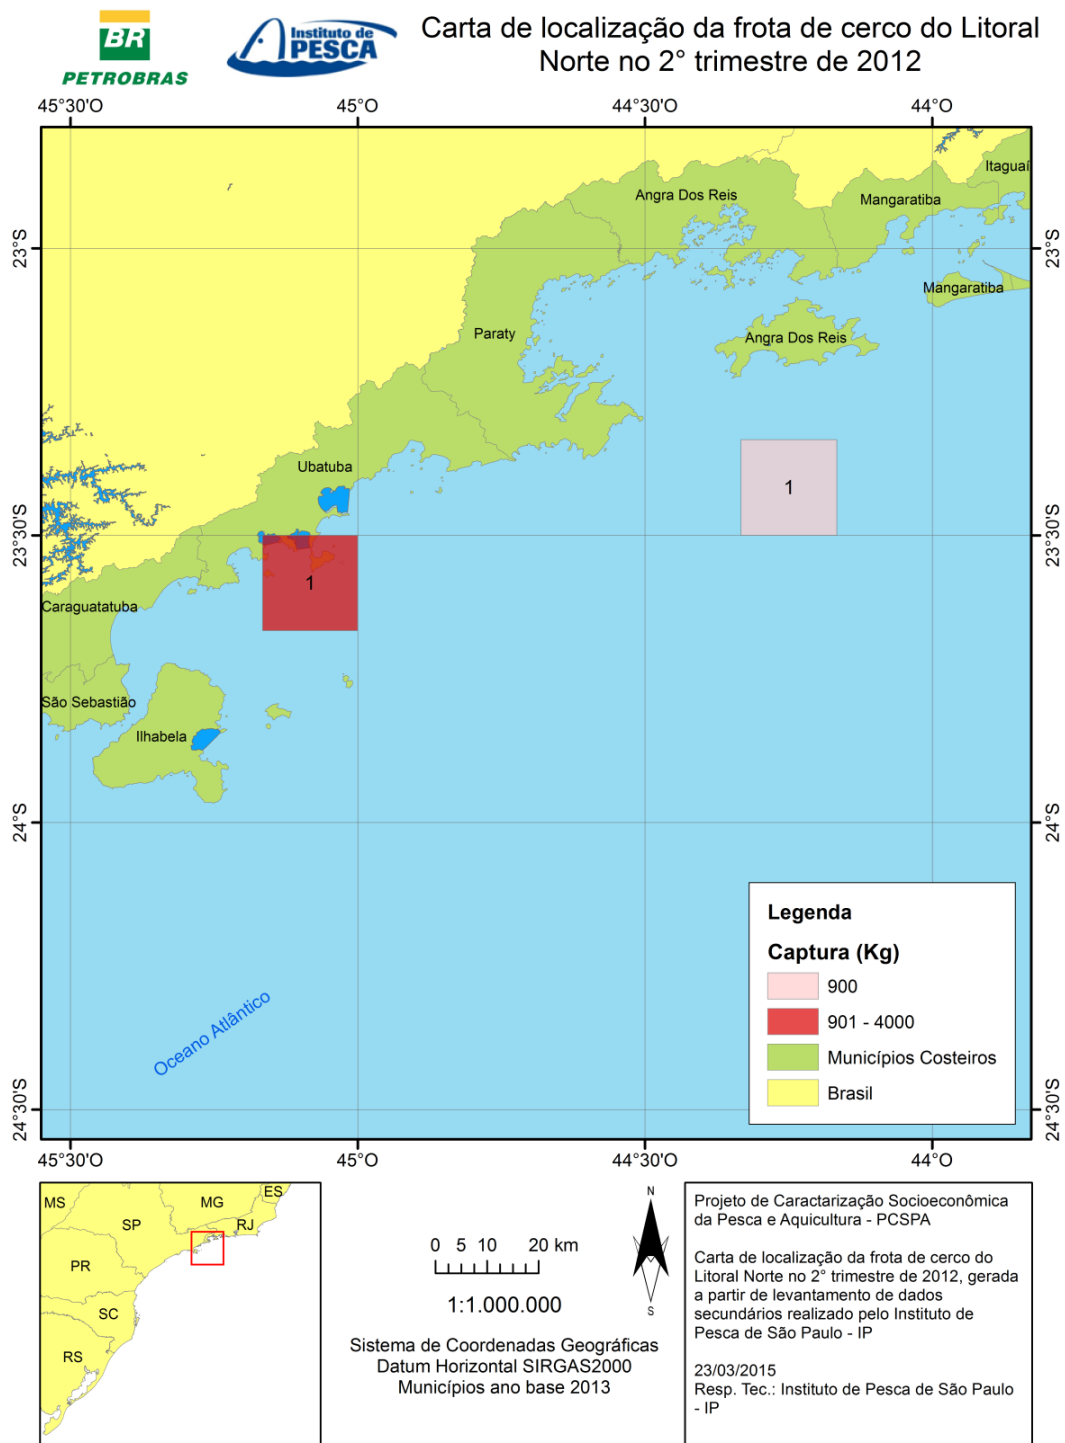 BR
PETROBRAS
Instituto de
PESCA
Carta de localização da frota de cerco do Litoral
Norte no 2° trimestre de 2012
45°30'O
45°O
44°30'O
44°O
23°S
23°S
23°30'S
23°30'S
24°S
24°S
24°30'S
24°30'S
Itaguaí
Angra Dos Reis
Mangaratiba
Mangaratiba
Paraty
Angra Dos Reis
Ubatuba
1
1
Caraguatatuba
São Sebastião
Ilhabela
Oceano Atlântico
Legenda
Captura (Kg)
900
901 - 4000
Municípios Costeiros
Brasil
45°30'O
45°O
44°30'O
44°O
MS
MG
ES
SP
RJ
PR
SC
RS
0 5 10 20 km
1:1.000.000
Sistema de Coordenadas Geográficas
Datum Horizontal SIRGAS2000
Municípios ano base 2013
N
S
Projeto de Caractarização Socioeconômica
da Pesca e Aquicultura - PCSPA
Carta de localização da frota de cerco do
Litoral Norte no 2° trimestre de 2012, gerada
a partir de levantamento de dados
secundários realizado pelo Instituto de
Pesca de São Paulo - IP
23/03/2015
Resp. Tec.: Instituto de Pesca de São Paulo
- IP